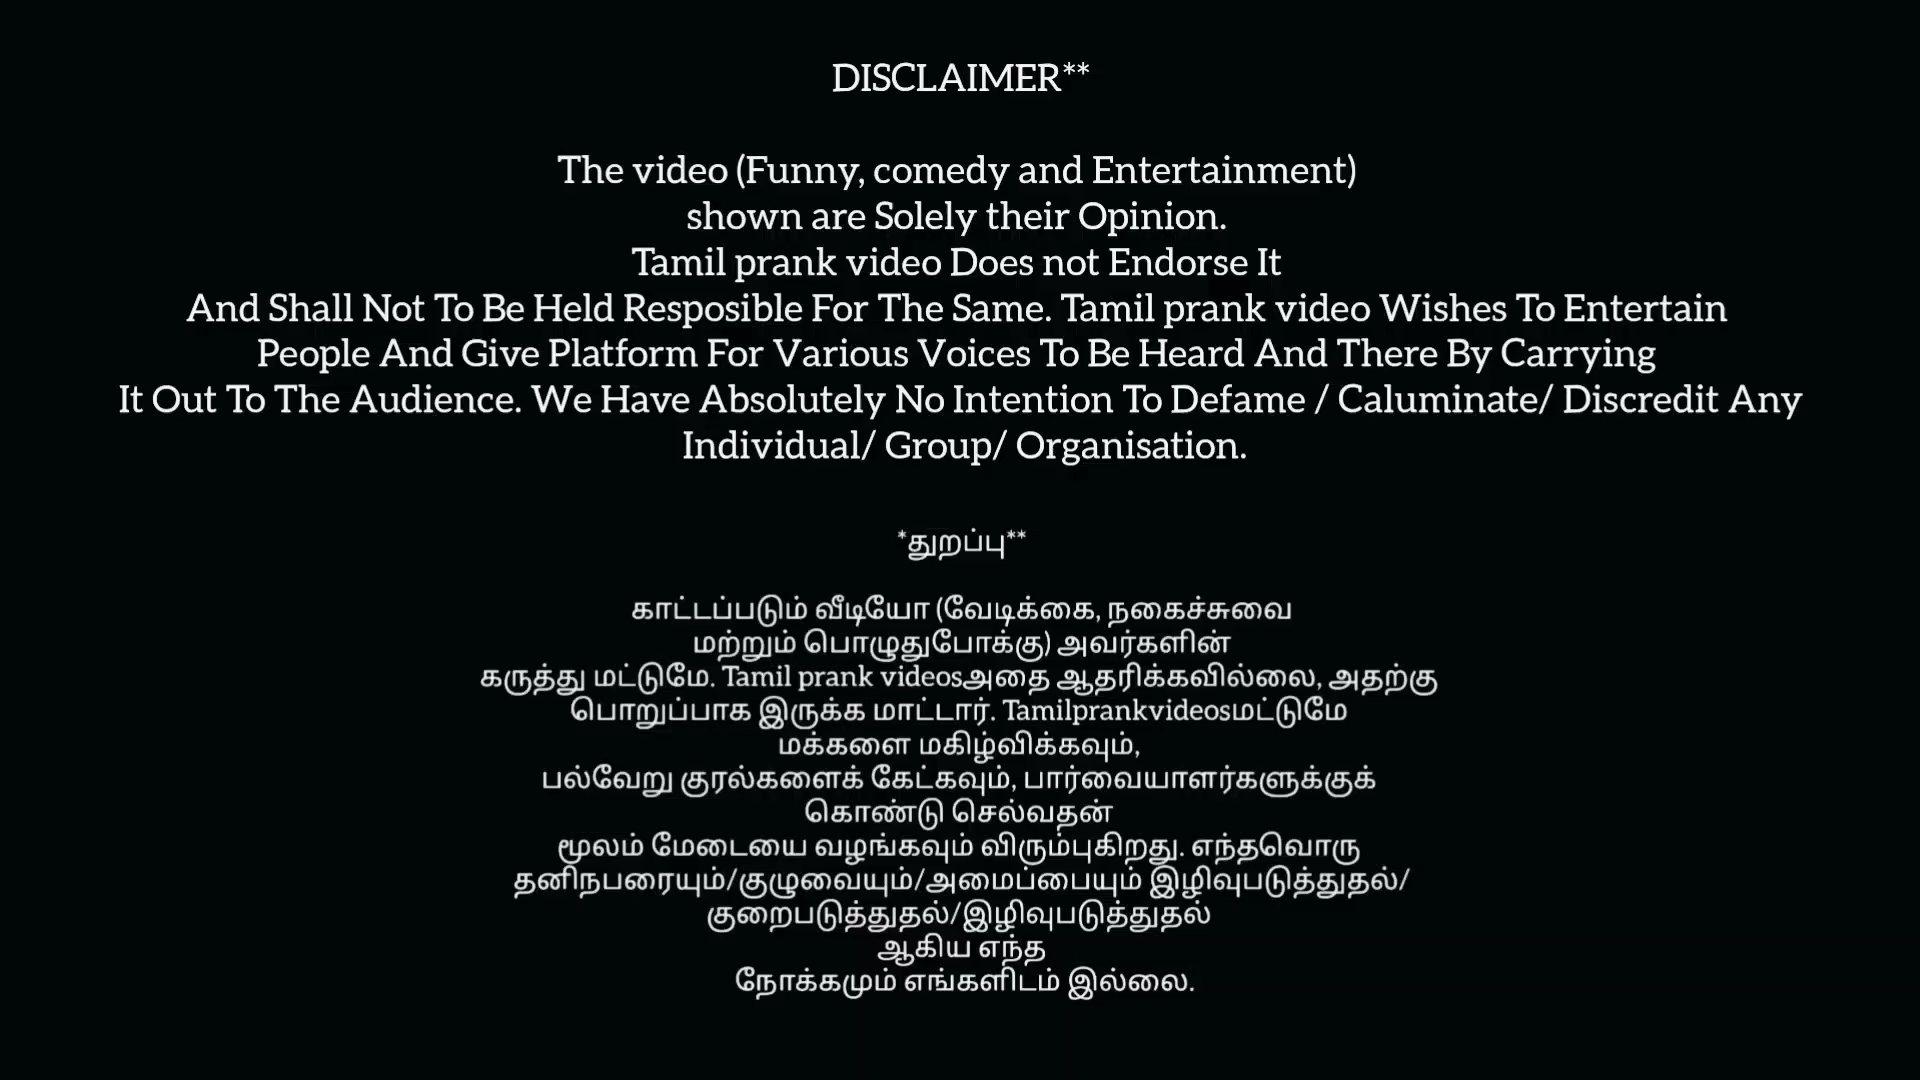 DISCLAIMER**
The video (Funny, comedy and Entertainment)
shown are Solely their Opinion.
Tamil prank video Does not Endorse It
And Shall Not To Be Held Resposible For The Same. Tamil prank video Wishes To Entertain
People And Give Platform For Various Voices To Be Heard And There By Carrying
It Out To The Audience. We Have Absolutely No Intention To Defame / Caluminate/ Discredit Any
Individual/ Group/ Organisation.
*துறப்பு**
காட்டப்படும் வீடியோ (வேடிக்கை, நகைச்சுவை
மற்றும் பொழுதுபோக்கு) அவர்களின்
கருத்து மட்டுமே. Tamil prank videosஅதை ஆதரிக்கவில்லை, அதற்கு
பொறுப்பாக இருக்க மாட்டார். Tamilprankvideosமட்டுமே
மக்களை மகிழ்விக்கவும்,
பல்வேறு குரல்களைக் கேட்கவும், பார்வையாளர்களுக்குக்
கொண்டு செல்வதன்
மூலம் மேடையை வழங்கவும் விரும்புகிறது. எந்தவொரு
தனிநபரையும்/குழுவையும்/அமைப்பையும் இழிவுபடுத்துதல்/
குறைபடுத்துதல்/இழிவுபடுத்துதல்
ஆகிய எந்த
நோக்கமும் எங்களிடம் இல்லை.